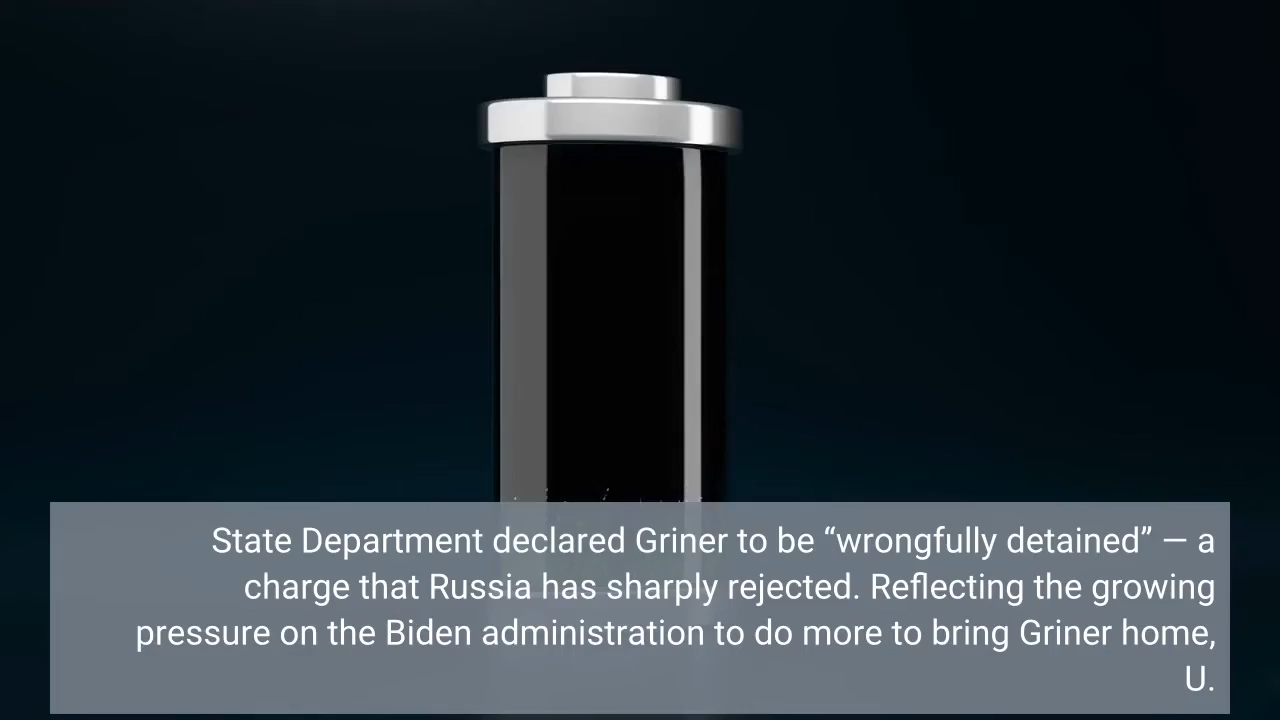 State Department declared Griner to be “wrongfully detained” — a
charge that Russia has sharply rejected. Reflecting the growing
pressure on the Biden administration to do more to bring Griner home,
U.